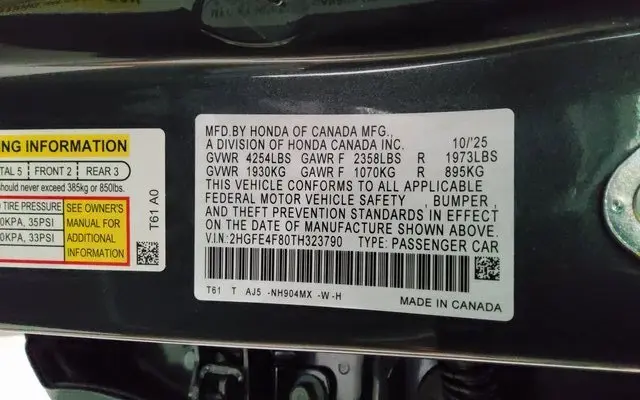 MFD.BY HONDA OF CANADA MFG.,
A DIVISION OF HONDA CANADA INC. 10/'25
GVWR 4254LBS GAWR F 2358LBS R 1973LBS
GVWR 1930KG GAWR F 1070KG R 895KG
THIS VEHICLE CONFORMS TO ALL APPLICABLE
FEDERAL MOTOR VEHICLE SAFETY , BUMPER ,
AND THEFT PREVENTION STANDARDS IN EFFECT
ON THE DATE OF MANUFACTURE SHOWN ABOVE.
V.I.N:2HGFE4F80TH323790 TYPE: PASSENGER CAR
T61 T AJ5 -NH904MX -W-H
MADE IN CANADA
NG INFORMATION
TAL 5 FRONT 2 REAR 3
hould never exceed 385kg or 850lbs.
TIRE PRESSURE
0KPA, 35PSI
0KPA, 33PSI
SEE OWNER'S
MANUAL FOR
ADDITIONAL
INFORMATION
T61 A0